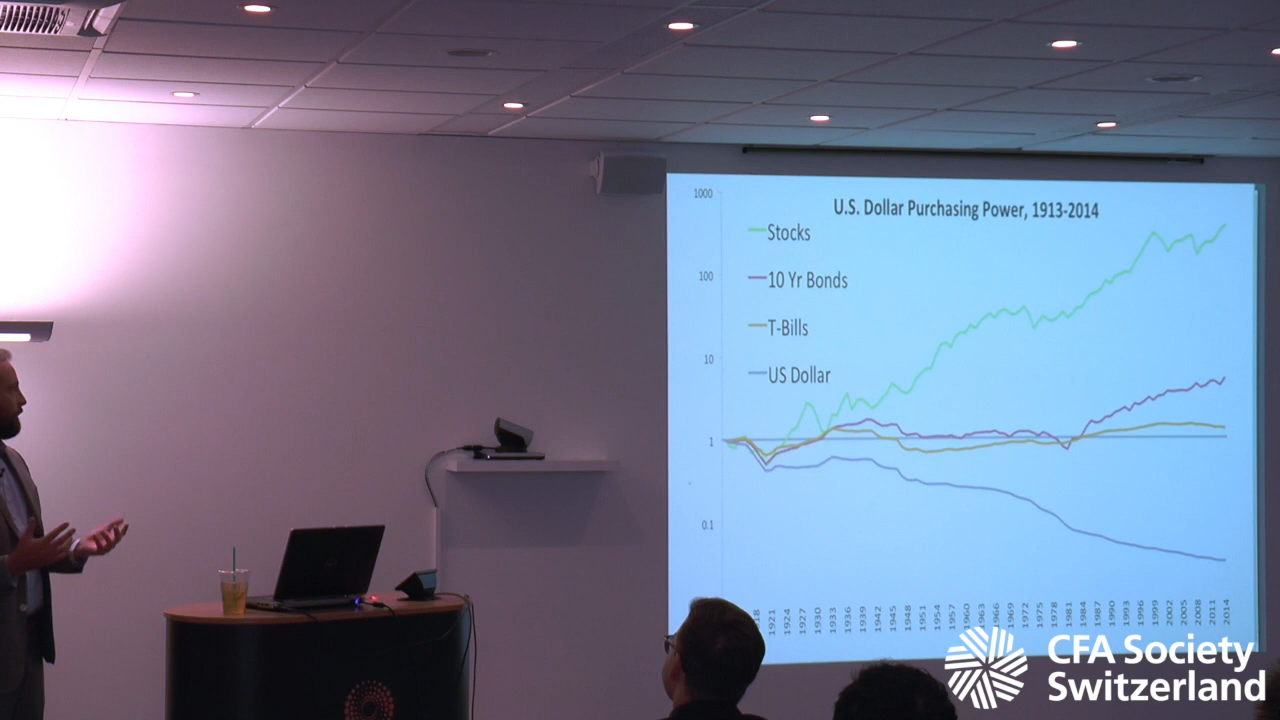 U.S. Dollar Purchasing Power, 1913-2014
1000
Stocks
100
10 Yr Bonds
T-Bills
10
US Dollar
1
0.1
18 1921 1924 1927 1930 1933 1936 1939 1942 1945 1948 1951 1954 1957 1960 1963 1966 1969 1972 1975 1978 1981 1984 1987 1990 1993 1996 1999 2002 2005 2008 2011 2014
CFA Society
Switzerland